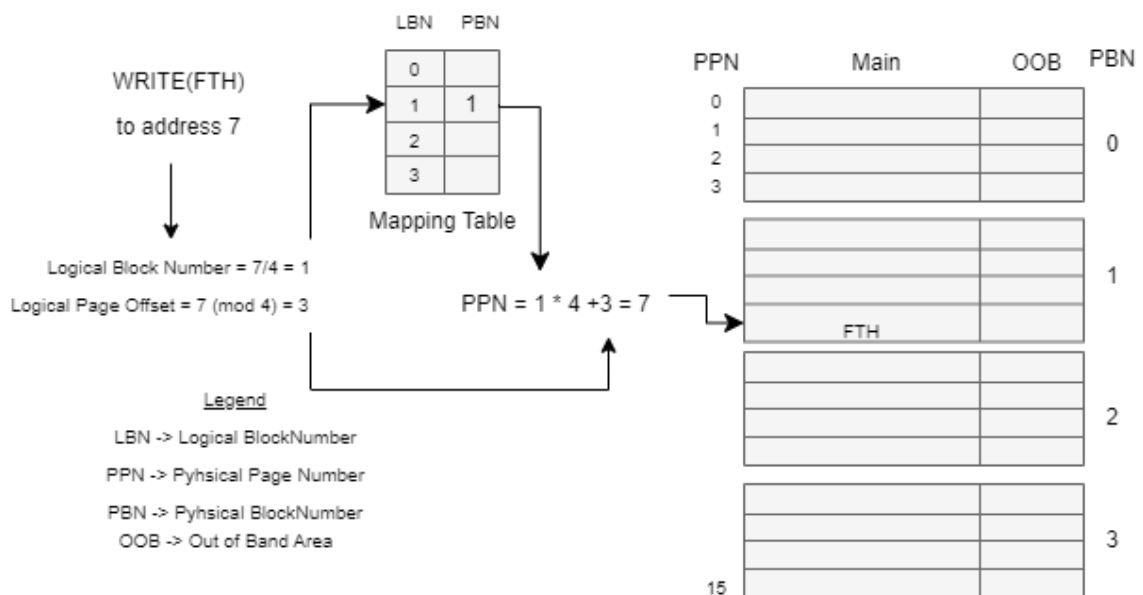 LBN PBN
0
1 1
2
3
Mapping Table
WRITE(FTH)
to address 7
Logical Block Number = 7/4 = 1
Logical Page Offset = 7 (mod 4) = 3
PPN = 1 * 4 +3 = 7
Legend
LBN -> Logical BlockNumber
PPN -> Pyhsical Page Number
PBN -> Pyhsical BlockNumber
OOB -> Out of Band Area
PPN Main OOB PBN
0
1
2
3
0
1
FTH
2
3
15